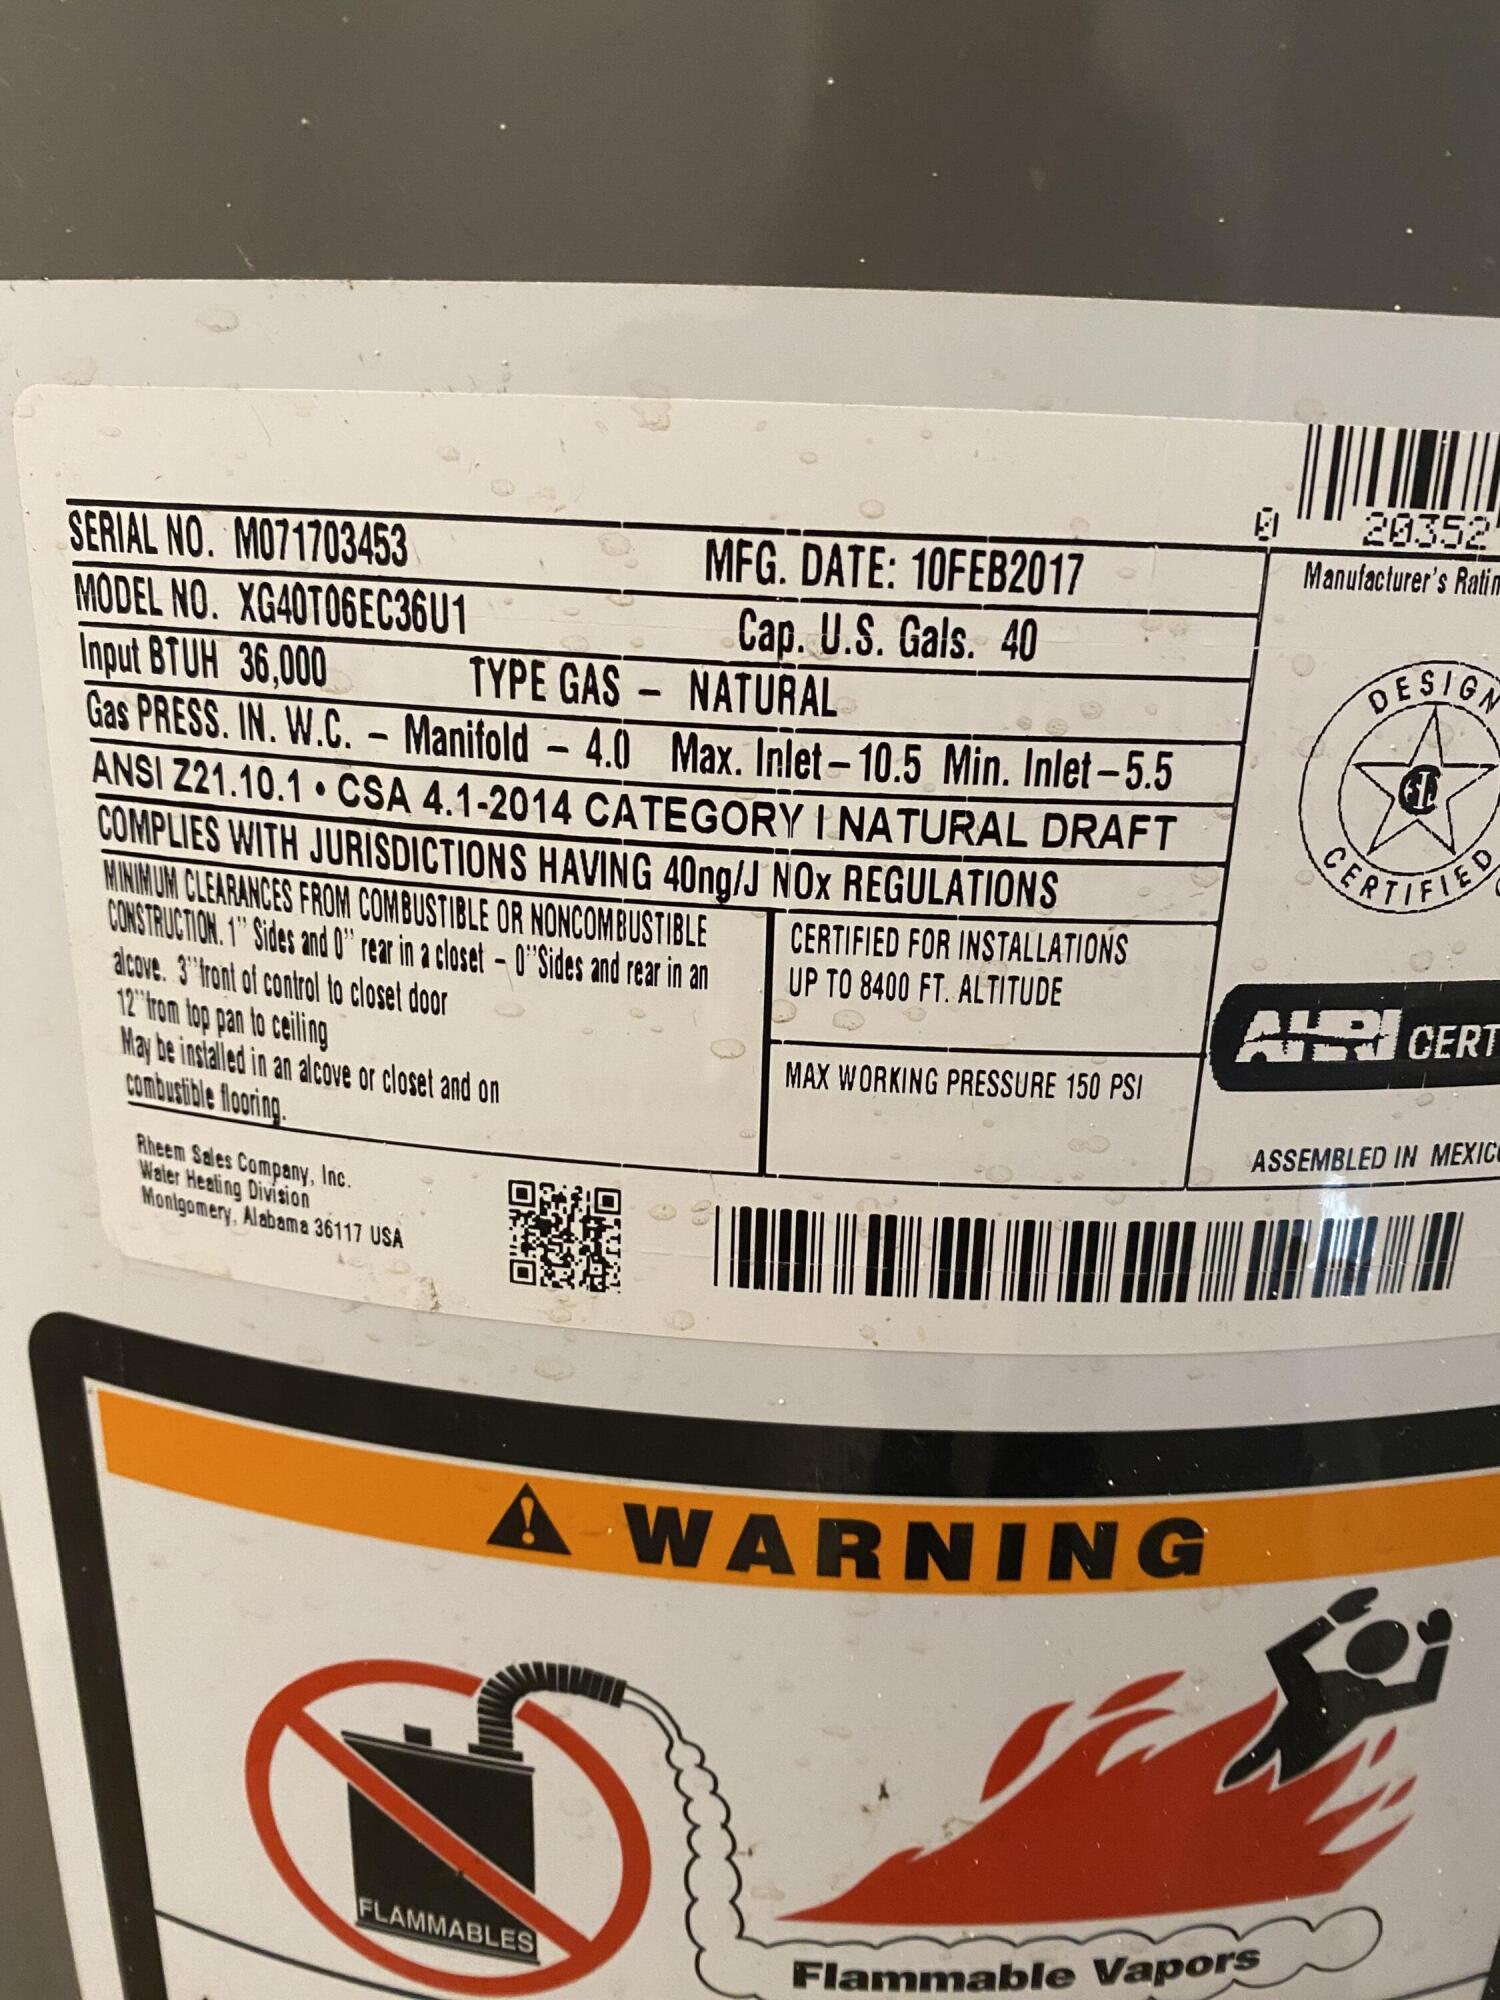 0 20352
SERIAL NO. M071703453 MFG. DATE: 10FEB2017
MODEL NO. XG40T06EC36U1 Cap. U.S. Gals. 40
Input BTUH 36,000 TYPE GAS – NATURAL
Gas PRESS. IN. W.C. – Manifold – 4.0 Max. Inlet – 10.5 Min. Inlet – 5.5
ANSI Z21.10.1 • CSA 4.1-2014 CATEGORY I NATURAL DRAFT
COMPLIES WITH JURISDICTIONS HAVING 40ng/J NOx REGULATIONS
MINIMUM CLEARANCES FROM COMBUSTIBLE OR NONCOMBUSTIBLE
CONSTRUCTION. 1" Sides and 0" rear in a closet – 0"Sides and rear in an
alcove. 3"front of control to closet door
12"from top pan to ceiling
May be installed in an alcove or closet and on
combustible flooring.
CERTIFIED FOR INSTALLATIONS
UP TO 8400 FT. ALTITUDE
MAX WORKING PRESSURE 150 PSI
Manufacturer's Ratin
DESIGN
CERTIFIED
AHRI CERT
ASSEMBLED IN MEXIC
Rheem Sales Company, Inc.
Water Heating Division
Montgomery, Alabama 36117 USA
WARNING
FLAMMABLES
Flammable Vapors